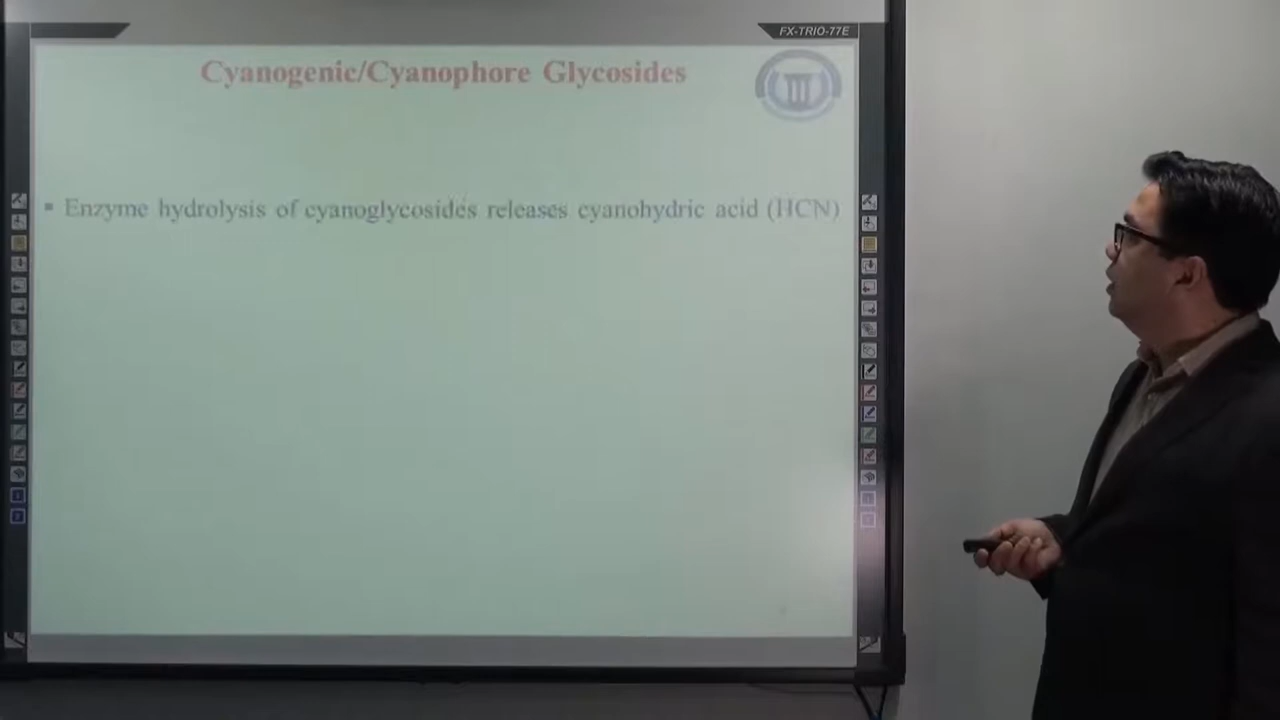 FX-TRIO-77E
Cyanogenic/Cyanophore Glycosides
▪ Enzyme hydrolysis of cyanoglycosides releases cyanohydric acid (HCN)